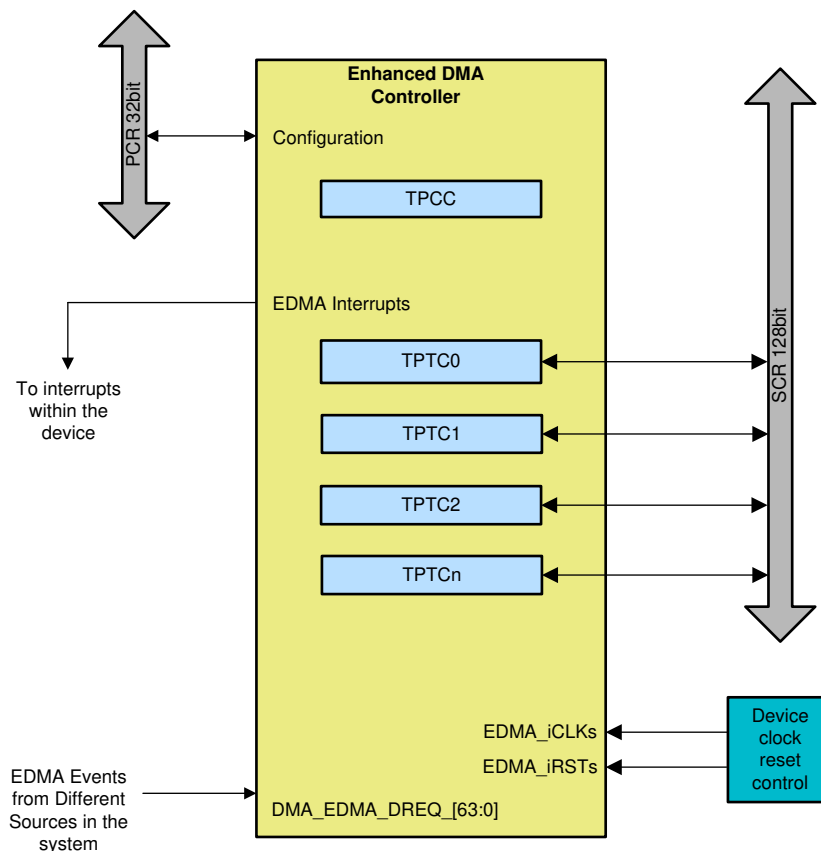 Enhanced DMA
Controller
PCR 32bit
Configuration
TPCC
EDMA Interrupts
To interrupts
within the
device
TPTC0
TPTC1
TPTC2
TPTCn
SCR 128bit
EDMA_iCLKs
EDMA_iRSTs
Device
clock
reset
control
EDMA Events
from Different
Sources in the
system
DMA_EDMA_DREQ_[63:0]